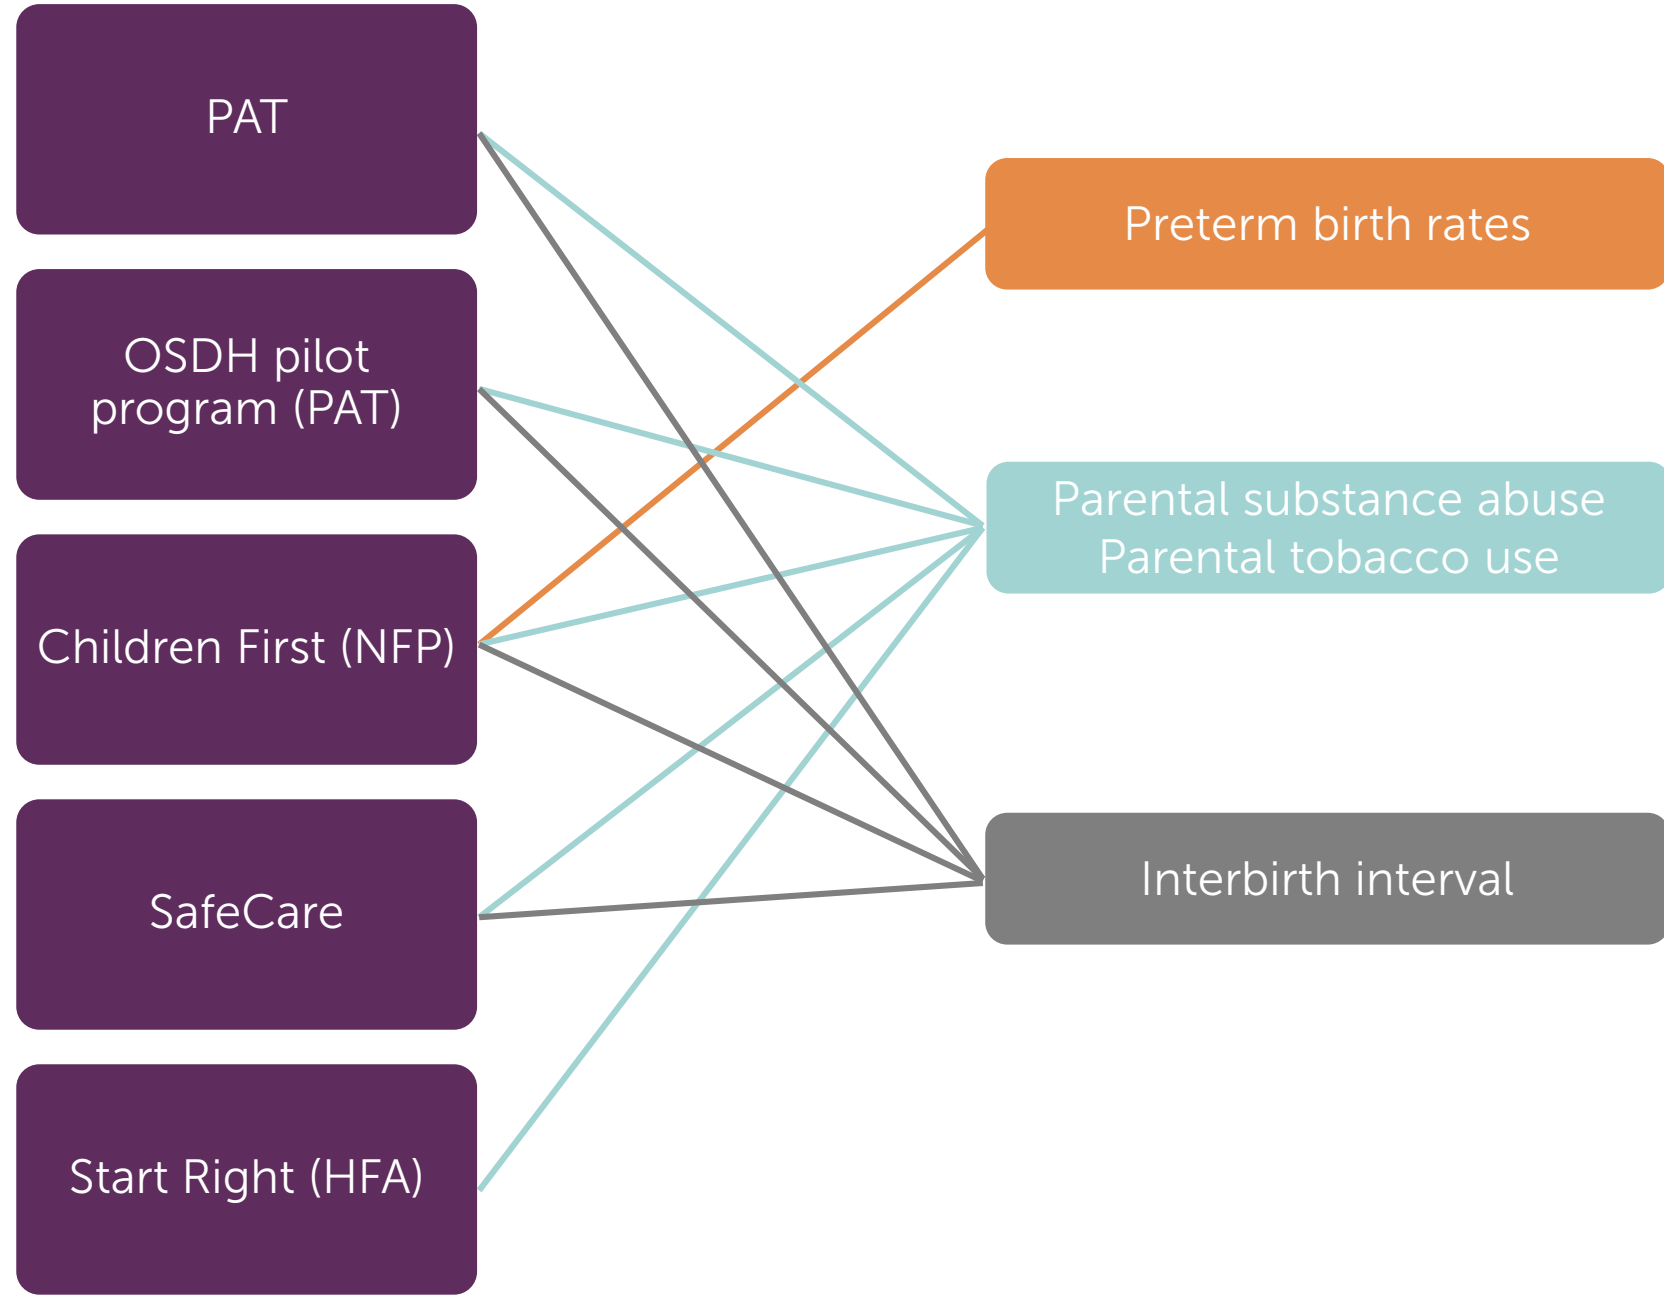 PAT
OSDH pilot
program (PAT)
Children First (NFP)
SafeCare
Start Right (HFA)
Preterm birth rates
Parental substance abuse
Parental tobacco use
Interbirth interval